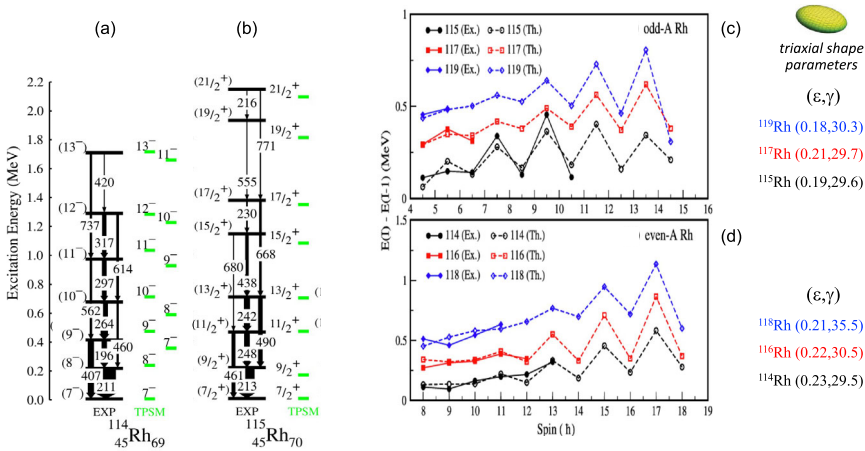 (a)
(b)
(c)
(d)
Excitation Energy (MeV)
2.2
2.0
1.8
1.6
1.4
1.2
1.0
0.8
0.6
0.4
0.2
0.0
(13⁻)
420
(12⁻)
737
317
(11⁻)
614
297
(10⁻)
562
264
(9⁻)
460
196
(8⁻)
407
211
(7⁻)
13⁻
11⁻
12⁻
10⁻
11⁻
9⁻
10⁻
8⁻
9⁻
7⁻
8⁻
7⁻
EXP
TPSM
¹¹⁴₄₅Rh₆₉
(21/2⁺)
216
(19/2⁺)
771
555
(17/2⁺)
230
(15/2⁺)
668
680
438
(13/2⁺)
242
(11/2⁺)
490
248
(9/2⁺)
461
213
(7/2⁺)
21/2⁺
19/2⁺
17/2⁺
15/2⁺
13/2⁺
11/2⁺
9/2⁺
7/2⁺
EXP
TPSM
¹¹⁵₄₅Rh₇₀
E(I) - E(I-1) (MeV)
1
0.5
0
115 (Ex.)
117 (Ex.)
119 (Ex.)
115 (Th.)
117 (Th.)
119 (Th.)
odd-A Rh
4 5 6 7 8 9 10 11 12 13 14 15 16
1.5
1
0.5
0
114 (Ex.)
116 (Ex.)
118 (Ex.)
114 (Th.)
116 (Th.)
118 (Th.)
even-A Rh
8 9 10 11 12 13 14 15 16 17 18 19
Spin (ħ)
triaxial shape
parameters
(ε,γ)
¹¹⁹Rh (0.18,30.3)
¹¹⁷Rh (0.21,29.7)
¹¹⁵Rh (0.19,29.6)
(ε,γ)
¹¹⁸Rh (0.21,35.5)
¹¹⁶Rh (0.22,30.5)
¹¹⁴Rh (0.23,29.5)